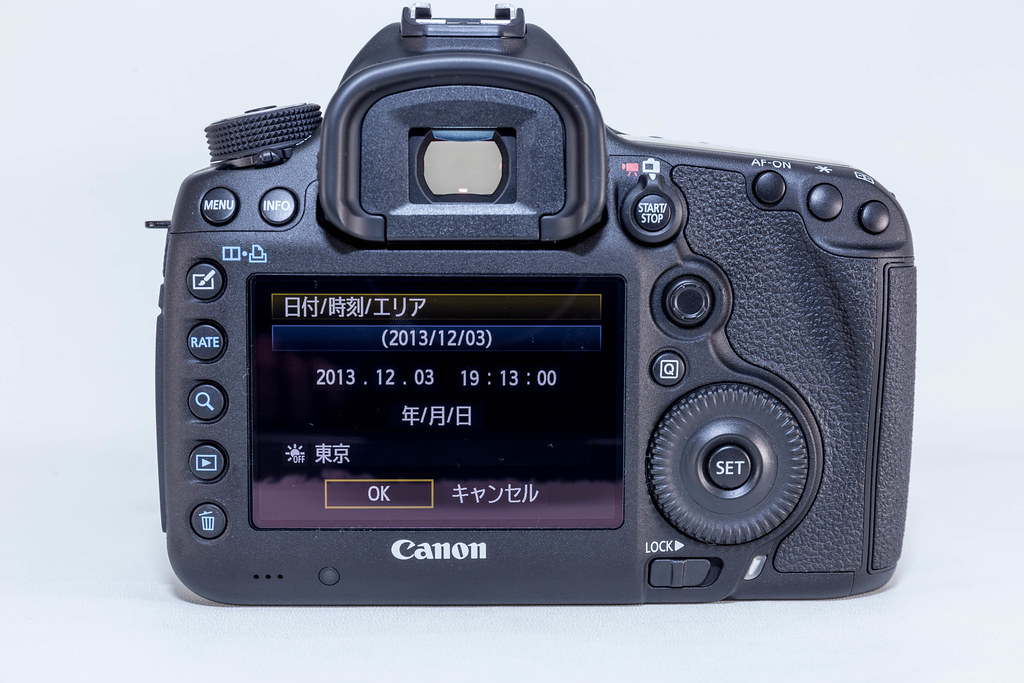 MENU
INFO.
START/
STOP
AF-ON
RATE
日付/時刻/エリア
(2013/12/03)
2013 . 12 . 03 19 : 13 : 00
年/月/日
OFF 東京
OK キャンセル
Q
SET
Canon
LOCK▶